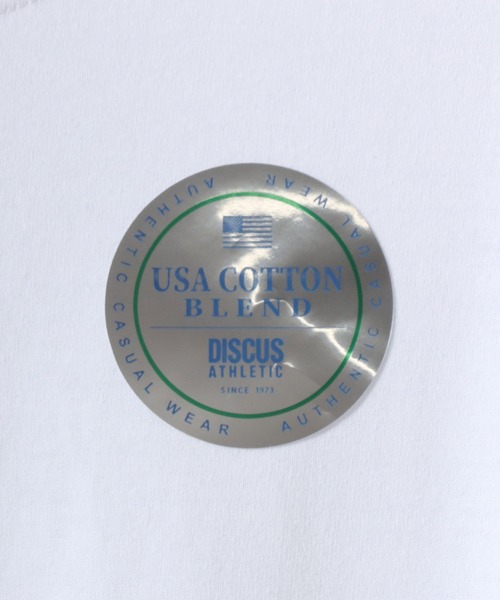 AUTHENTIC CASUAL WEAR
AUTHENTIC CASUAL WEAR
USA COTTON
BLEND
DISCUS
ATHLETIC
SINCE 1973